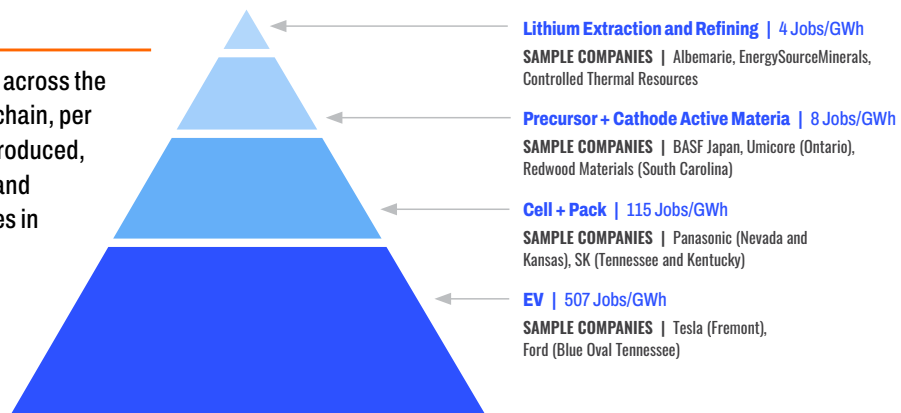 across the
chain, per
roduced,
and
es in
Lithium Extraction and Refining | 4 Jobs/GWh
SAMPLE COMPANIES | Albemarie, EnergySourceMinerals,
Controlled Thermal Resources
Precursor + Cathode Active Materia | 8 Jobs/GWh
SAMPLE COMPANIES | BASF Japan, Umicore (Ontario),
Redwood Materials (South Carolina)
Cell + Pack | 115 Jobs/GWh
SAMPLE COMPANIES | Panasonic (Nevada and
Kansas), SK (Tennessee and Kentucky)
EV | 507 Jobs/GWh
SAMPLE COMPANIES | Tesla (Fremont),
Ford (Blue Oval Tennessee)